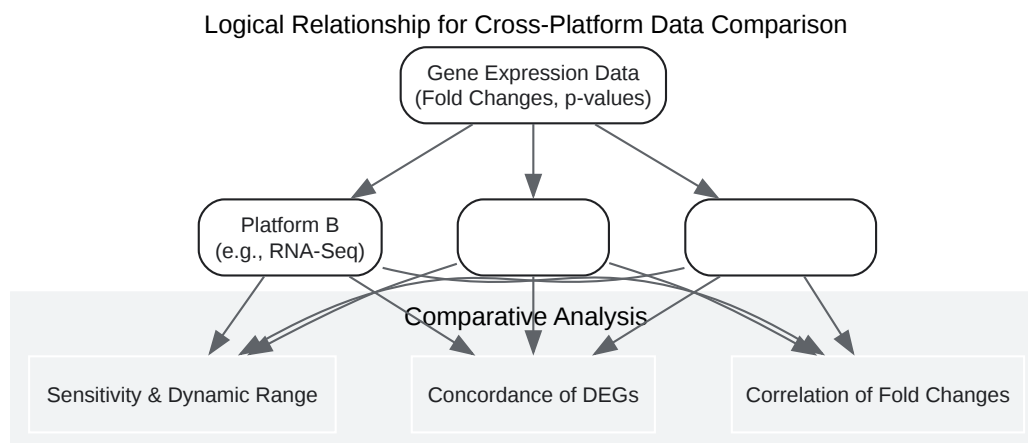 Logical Relationship for Cross-Platform Data Comparison
Gene Expression Data
(Fold Changes, p-values)
Platform B
(e.g., RNA-Seq)
Comparative Analysis
Sensitivity & Dynamic Range
Concordance of DEGs
Correlation of Fold Changes